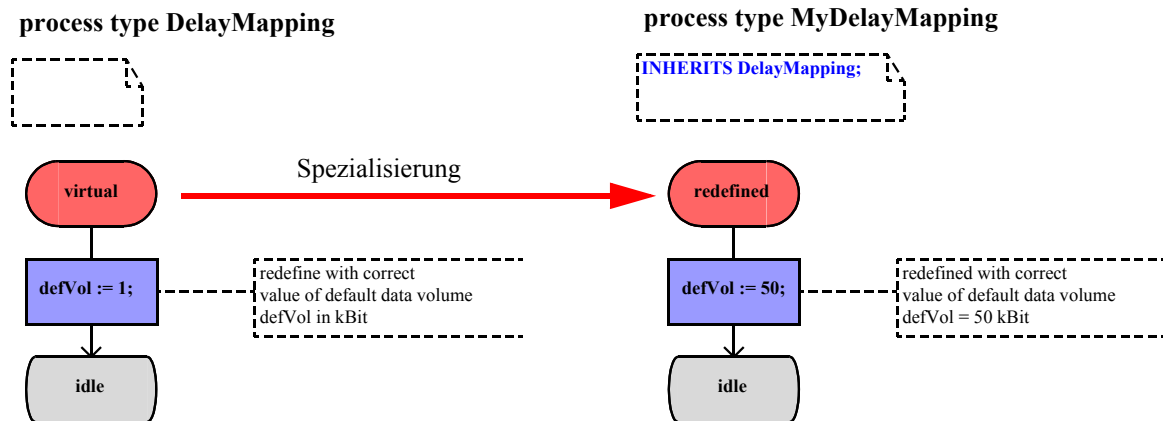 process type DelayMapping
process type MyDelayMapping
INHERITS DelayMapping;
Spezialisierung
virtual
redefined
defVol := 1;
redefine with correct
value of default data volume
defVol in kBit
defVol := 50;
redefined with correct
value of default data volume
defVol = 50 kBit
idle
idle